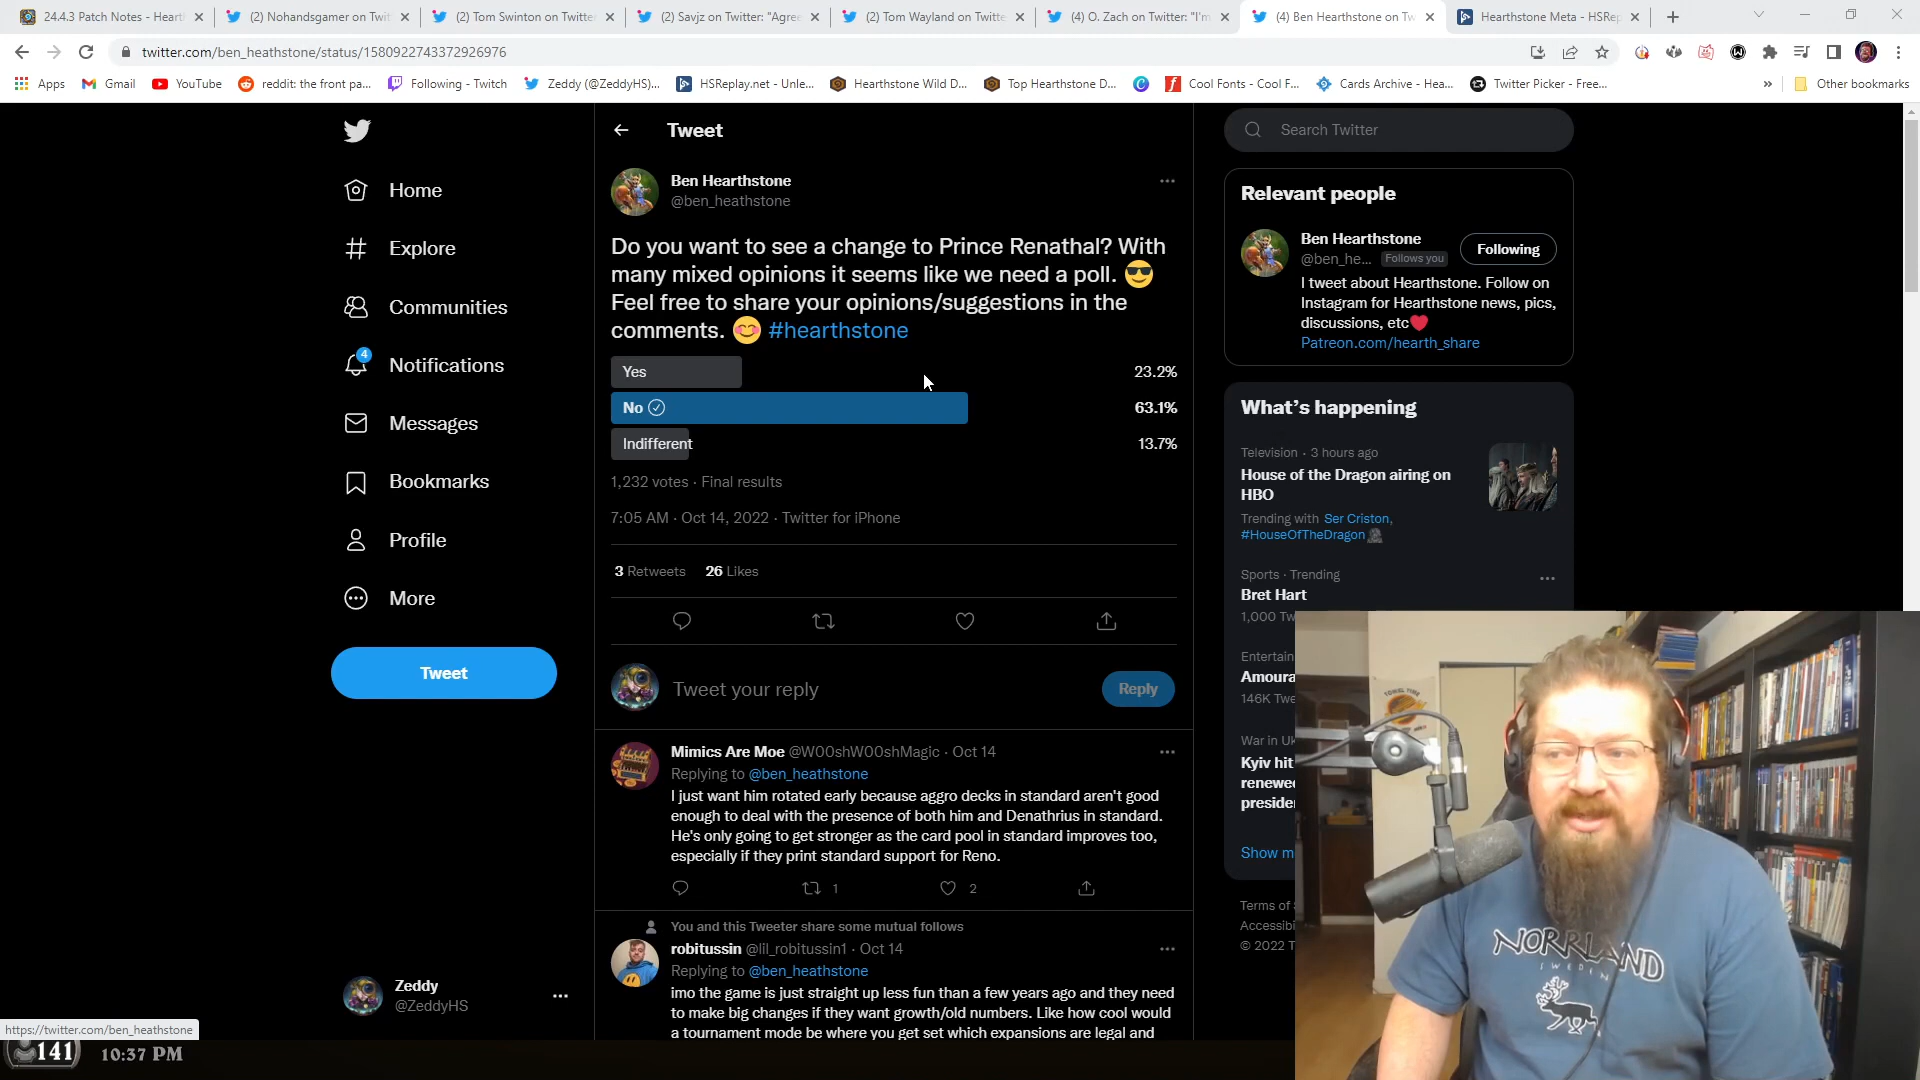 24.4.3 Patch Notes - Heart
(2) Nohandsgamer on Twit
(2) Tom Swinton on Twitter
(2) Savjz on Twitter: "Agree
(2) Tom Wayland on Twitte
(4) O. Zach on Twitter: "I'm
(4) Ben Hearthstone on Tw
Hearthstone Meta - HSRep
twitter.com/ben_heathstone/status/1580922743372926976
Apps
Gmail
YouTube
reddit: the front pa...
Following - Twitch
Zeddy (@ZeddyHS)...
HSReplay.net - Unle...
Hearthstone Wild D...
Top Hearthstone D...
Cool Fonts - Cool F...
Cards Archive - Hea...
Twitter Picker - Free...
»
Other bookmarks
Home
Explore
Communities
4
Notifications
Messages
Bookmarks
Profile
More
Tweet
Zeddy
@ZeddyHS
https://twitter.com/ben_heathstone
141
10:37 PM
Tweet
Ben Hearthstone
@ben_heathstone
Do you want to see a change to Prince Renathal? With
many mixed opinions it seems like we need a poll. 😎
Feel free to share your opinions/suggestions in the
comments. 😊 #hearthstone
Yes 23.2%
No 63.1%
Indifferent 13.7%
1,232 votes · Final results
7:05 AM · Oct 14, 2022 · Twitter for iPhone
3 Retweets 26 Likes
Tweet your reply
Reply
Mimics Are Moe @W00shW00shMagic · Oct 14
Replying to @ben_heathstone
I just want him rotated early because aggro decks in standard aren't good
enough to deal with the presence of both him and Denathrius in standard.
He's only going to get stronger as the card pool in standard improves too,
especially if they print standard support for Reno.
1 2
You and this Tweeter share some mutual follows
robitussin @lil_robitussin1 · Oct 14
Replying to @ben_heathstone
imo the game is just straight up less fun than a few years ago and they need
to make big changes if they want growth/old numbers. Like how cool would
a tournament mode be where you get set which expansions are legal and
Search Twitter
Relevant people
Ben Hearthstone
@ben_he... Follows you
Following
I tweet about Hearthstone. Follow on
Instagram for Hearthstone news, pics,
discussions, etc❤️
Patreon.com/hearth_share
What's happening
Television · 3 hours ago
House of the Dragon airing on
HBO
Trending with Ser Criston,
#HouseOfTheDragon
Sports · Trending
Bret Hart
1,000 Tw
Entertain
Amoura
146K Twe
War in Uk
Kyiv hit
renewe
preside
Show m
Terms of
Accessibi
© 2022 T
NORRLAND
SWEDEN